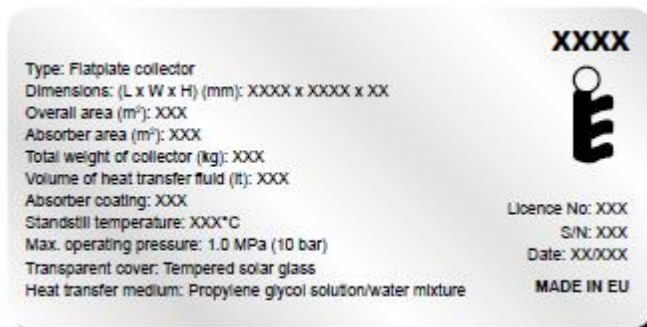 XXXX
Type: Flatplate collector
Dimensions: (L x W x H) (mm): XXXX x XXXX x XX
Overall area (m²): XXX
Absorber area (m²): XXX
Total weight of collector (kg): XXX
Volume of heat transfer fluid (lt): XXX
Absorber coating: XXX
Standstill temperature: XXX°C
Max. operating pressure: 1.0 MPa (10 bar)
Transparent cover: Tempered solar glass
Heat transfer medium: Propylene glycol solution/water mixture
Licence No: XXX
S/N: XXX
Date: XX/XXX
MADE IN EU